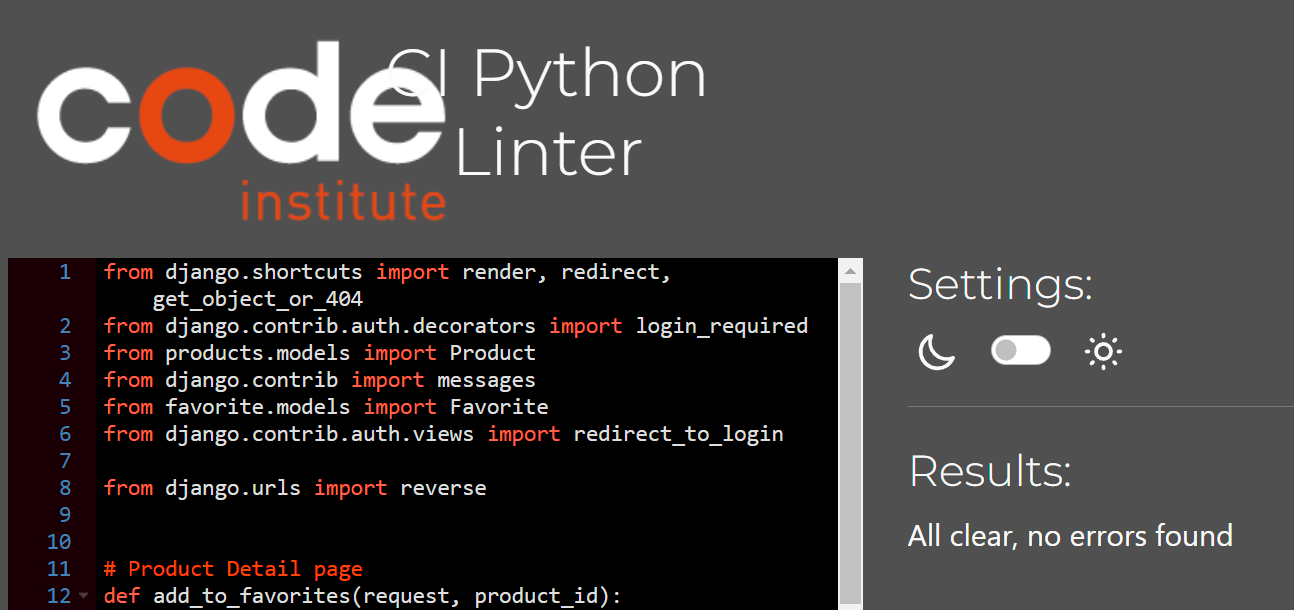 code
institute
CI Python
Linter
1 from django.shortcuts import render, redirect,
get_object_or_404
2 from django.contrib.auth.decorators import login_required
3 from products.models import Product
4 from django.contrib import messages
5 from favorite.models import Favorite
6 from django.contrib.auth.views import redirect_to_login
7
8 from django.urls import reverse
9
10
11 # Product Detail page
12 def add_to_favorites(request, product_id):
Settings:
Results:
All clear, no errors found